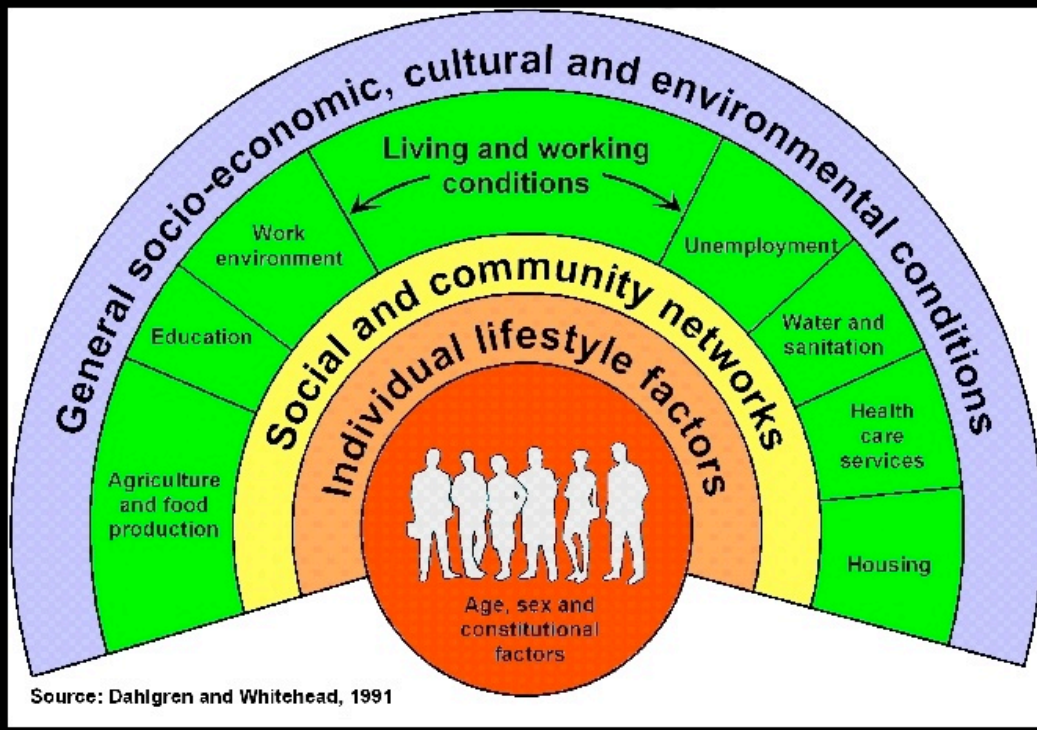 General socio-economic, cultural and environmental conditions
Living and working
conditions
Work
environment
Unemployment
Education
Water and
sanitation
Agriculture
and food
production
Health
care
services
Housing
Social and community networks
Individual lifestyle factors
Age, sex and
constitutional
factors
Source: Dahlgren and Whitehead, 1991